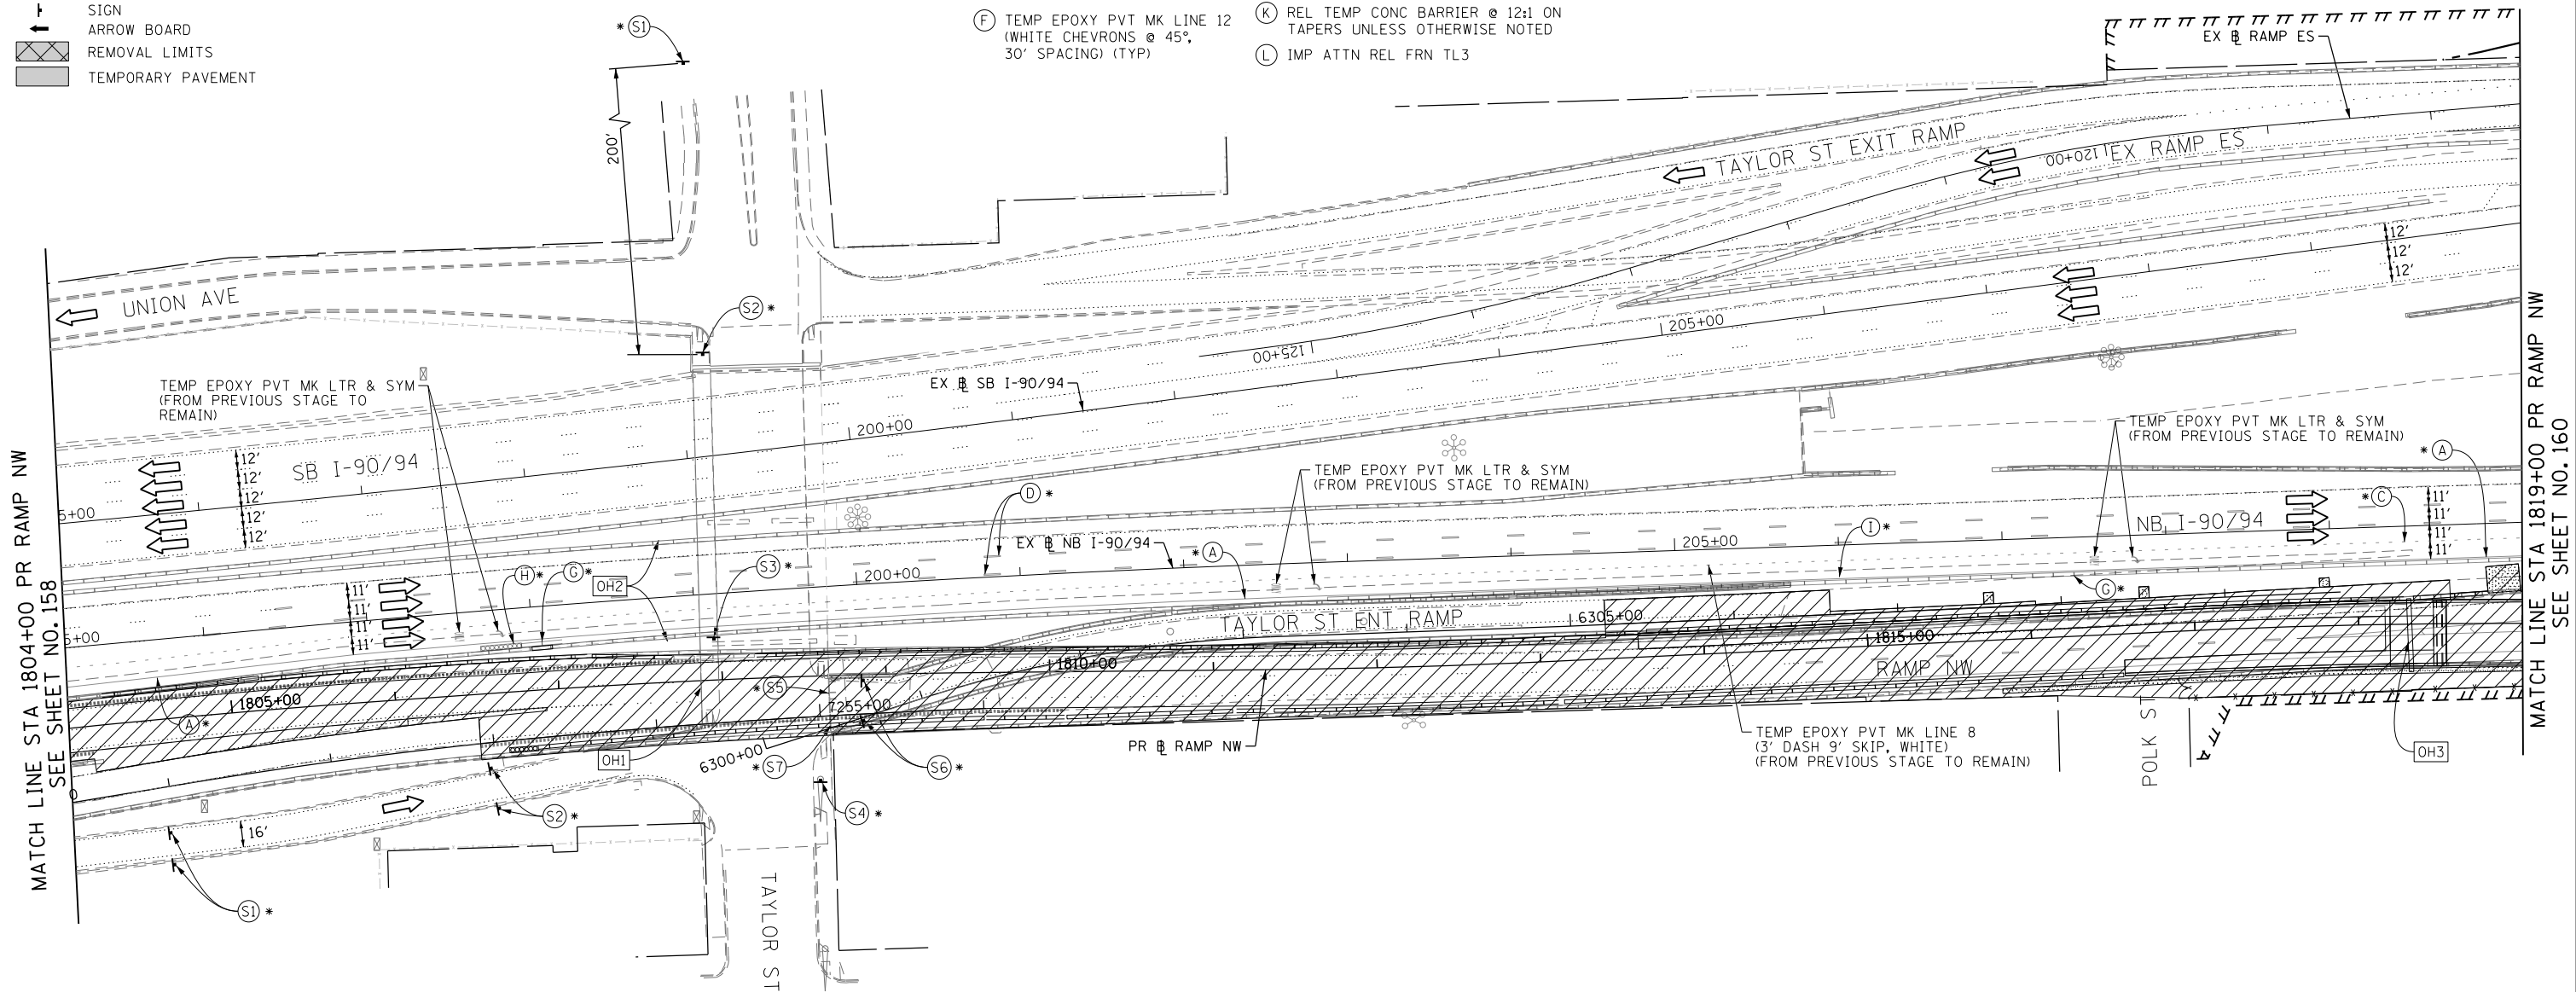 SIGN
ARROW BOARD
REMOVAL LIMITS
TEMPORARY PAVEMENT
* S1
F TEMP EPOXY PVT MK LINE 12
(WHITE CHEVRONS @ 45°,
30' SPACING) (TYP)
K REL TEMP CONC BARRIER @ 12:1 ON
TAPERS UNLESS OTHERWISE NOTED
L IMP ATTN REL FRN TL3
EX B RAMP ES
200'
TAYLOR ST EXIT RAMP
120+00
EX RAMP ES
12'
12'
12'
UNION AVE
S2 *
205+00
125+00
TEMP EPOXY PVT MK LTR & SYM
(FROM PREVIOUS STAGE TO
REMAIN)
EX B SB I-90/94
200+00
SB I-90/94
12'
12'
12'
12'
12'
5+00
TEMP EPOXY PVT MK LTR & SYM
(FROM PREVIOUS STAGE TO REMAIN)
TEMP EPOXY PVT MK LTR & SYM
(FROM PREVIOUS STAGE TO REMAIN)
* A
D *
* C
11'
11'
11'
11'
NB I-90/94
I *
EX B NB I-90/94
* A
205+00
200+00
S3 *
H *
G *
OH2
11'
11'
11'
11'
5+00
G *
TAYLOR ST ENT RAMP
6305+00
1815+00
RAMP NW
1810+00
* S5
7255+00
1805+00
A *
PR B RAMP NW
TEMP EPOXY PVT MK LINE 8
(3' DASH 9' SKIP, WHITE)
(FROM PREVIOUS STAGE TO REMAIN)
OH1
6300+00
* S7
S6 *
OH3
POLK ST
0
S2 *
S4 *
16'
S1 *
TAYLOR ST
MATCH LINE STA 1804+00 PR RAMP NW
SEE SHEET NO. 158
MATCH LINE STA 1819+00 PR RAMP NW
SEE SHEET NO. 160